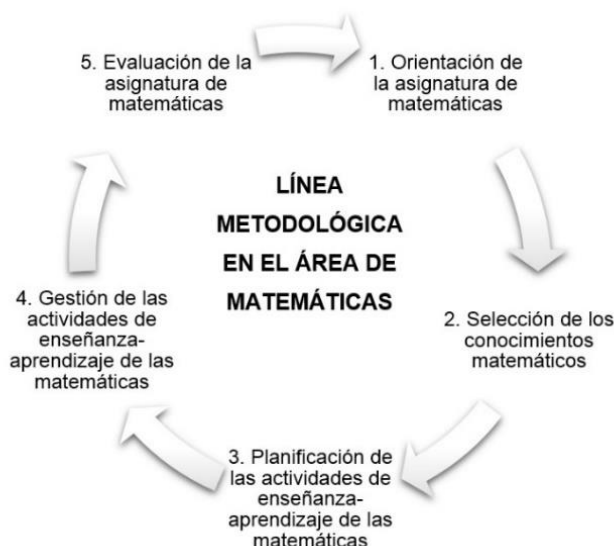 5. Evaluación de la
asignatura de
matemáticas
1. Orientación de
la asignatura de
matemáticas
LÍNEA
METODOLÓGICA
EN EL ÁREA DE
MATEMÁTICAS
4. Gestión de las
actividades de
enseñanza-
aprendizaje de las
matemáticas
2. Selección de los
conocimientos
matemáticos
3. Planificación de
las actividades de
enseñanza-
aprendizaje de las
matemáticas